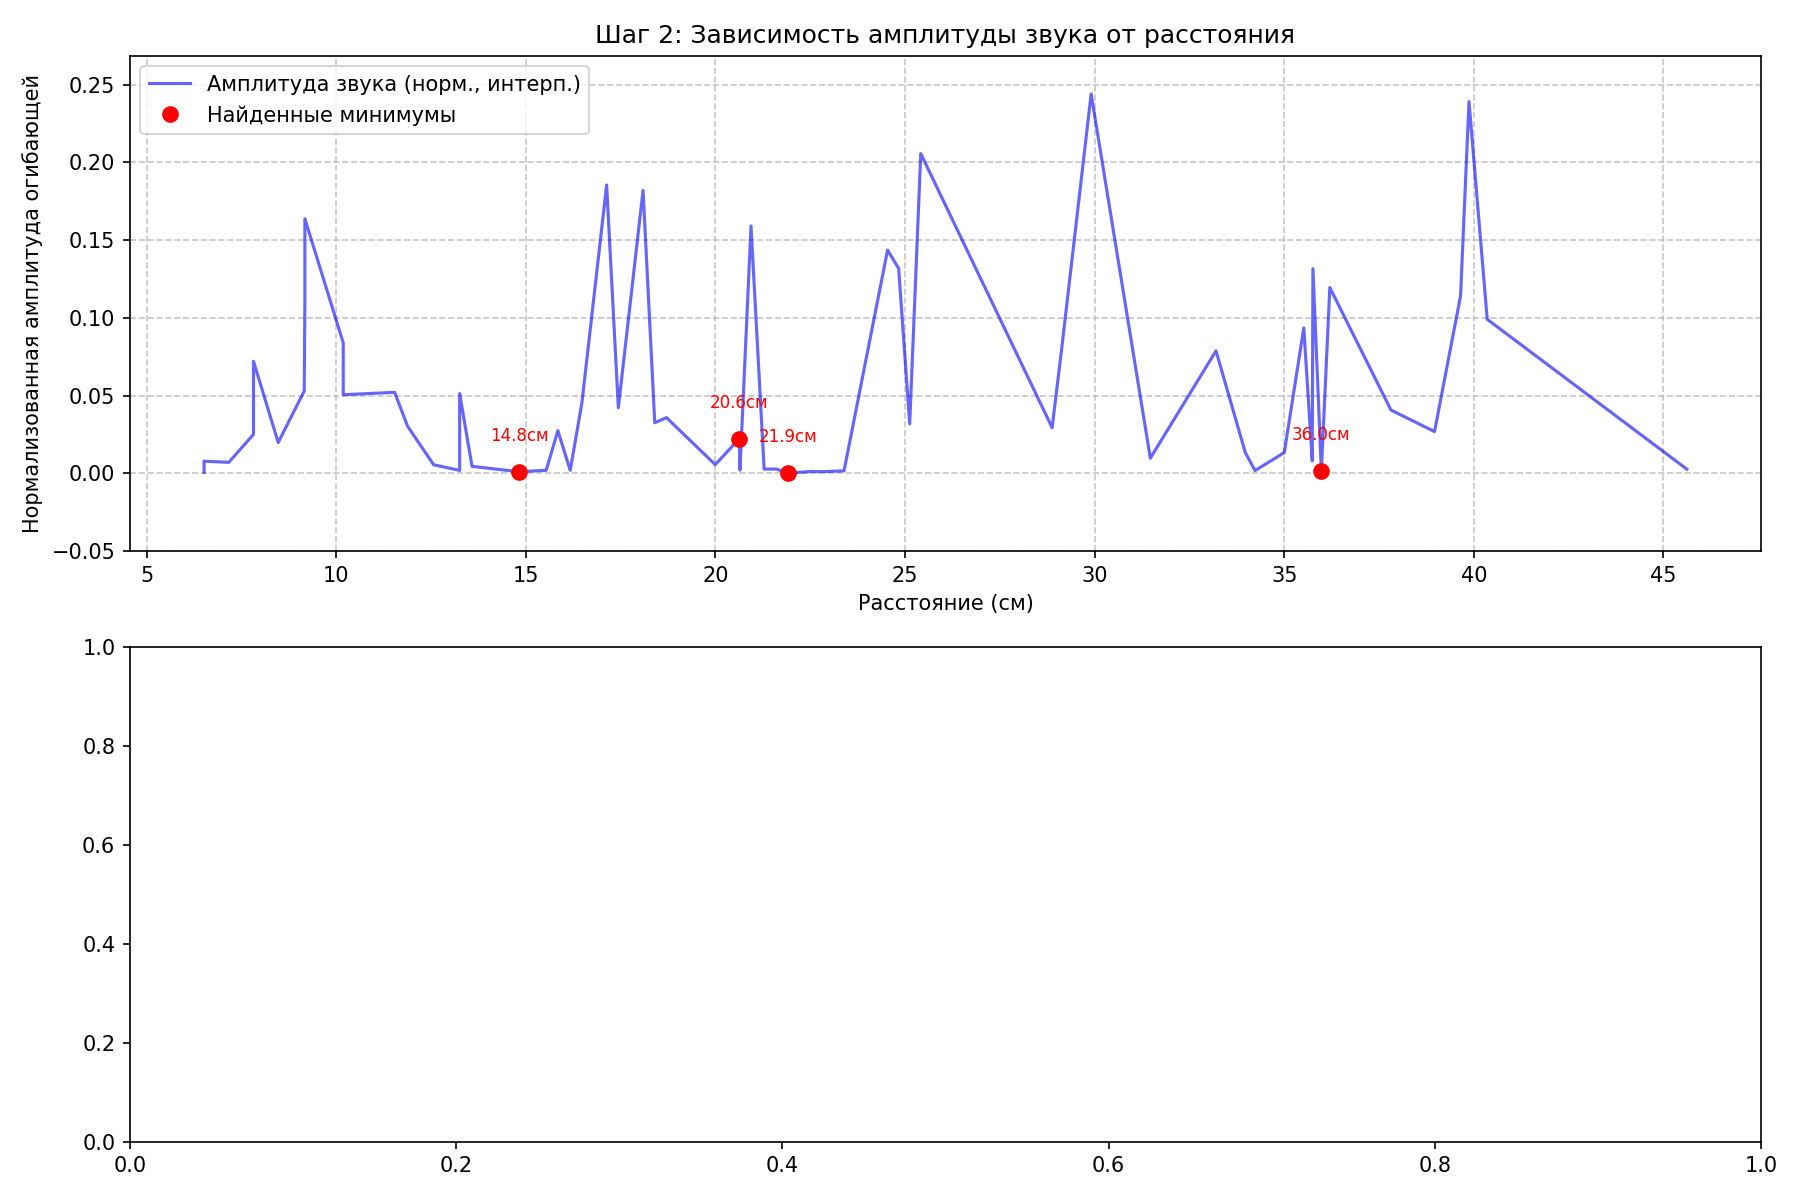 Шаг 2: Зависимость амплитуды звука от расстояния
Нормализованная амплитуда огибающей
0.25
0.20
0.15
0.10
0.05
0.00
−0.05
Амплитуда звука (норм., интерп.)
Найденные минимумы
14.8см
20.6см
21.9см
36.0см
5 10 15 20 25 30 35 40 45
Расстояние (см)
1.0
0.8
0.6
0.4
0.2
0.0
0.0 0.2 0.4 0.6 0.8 1.0